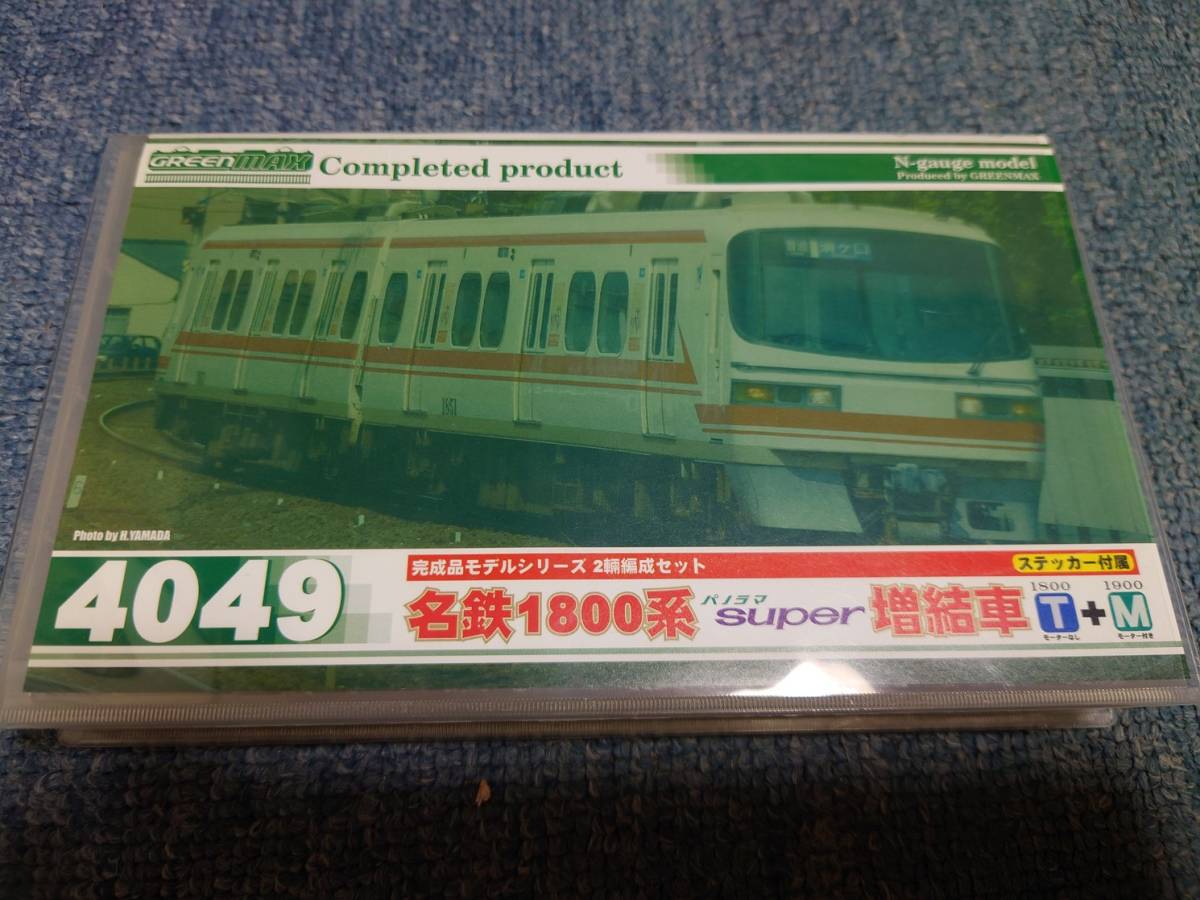 GREENMAX Completed product
N-gauge model
Produced by GREENMAX
1851
Photo by H.YAMADA
4049
完成品モデルシリーズ 2輛編成セット
ステッカー付属
名鉄1800系 パノラマ super 増結車
1800 T + 1900 M
モーターなし モーター付き